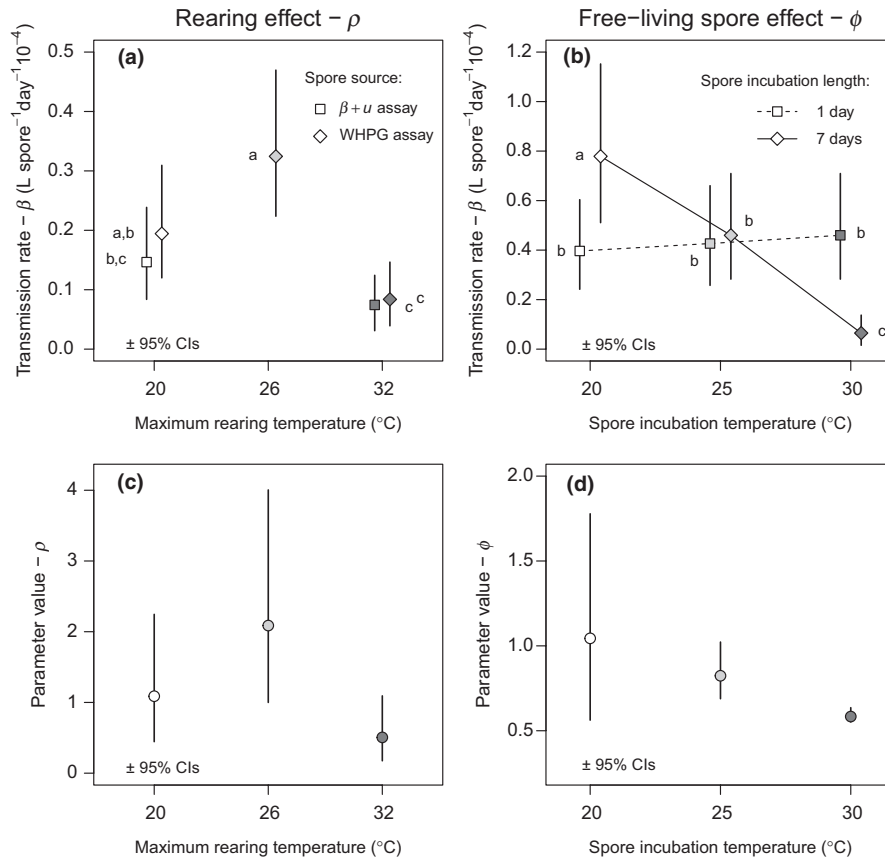 Rearing effect − ρ
Free−living spore effect − ϕ
(a)
Spore source:
β + u assay
WHPG assay
a
a,b
b,c
c
c
± 95% CIs
0.5
0.4
0.3
0.2
0.1
0.0
Transmission rate − β (L spore⁻¹day⁻¹10⁻⁴)
20
26
32
Maximum rearing temperature (°C)
(b)
Spore incubation length:
1 day
7 days
a
b
b
b
b
c
± 95% CIs
1.2
1.0
0.8
0.6
0.4
0.2
0.0
Transmission rate − β (L spore⁻¹day⁻¹10⁻⁴)
20
25
30
Spore incubation temperature (°C)
(c)
4
3
2
1
0
Parameter value − ρ
± 95% CIs
20
26
32
Maximum rearing temperature (°C)
(d)
2.0
1.5
1.0
0.5
Parameter value − ϕ
± 95% CIs
20
25
30
Spore incubation temperature (°C)